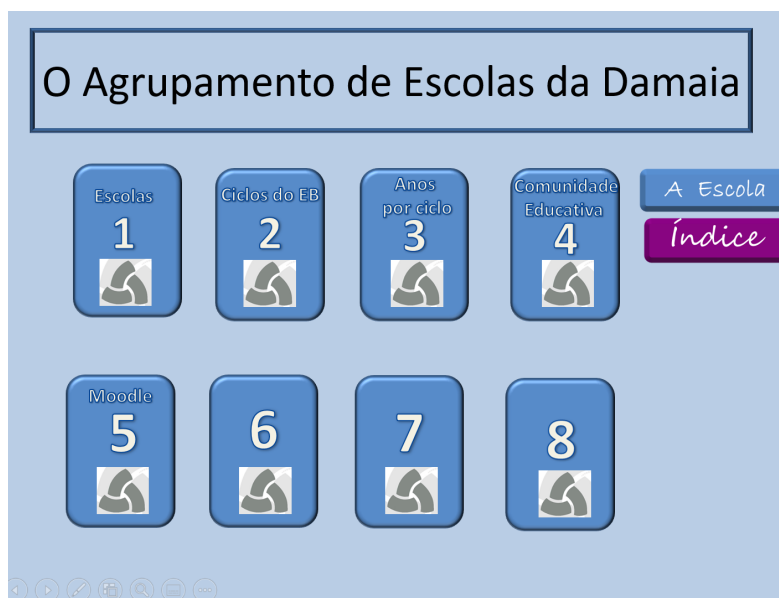 O Agrupamento de Escolas da Damaia
Escolas
1
Ciclos do EB
2
Anos
por ciclo
3
Comunidade
Educativa
4
A Escola
Índice
Moodle
5
6
7
8